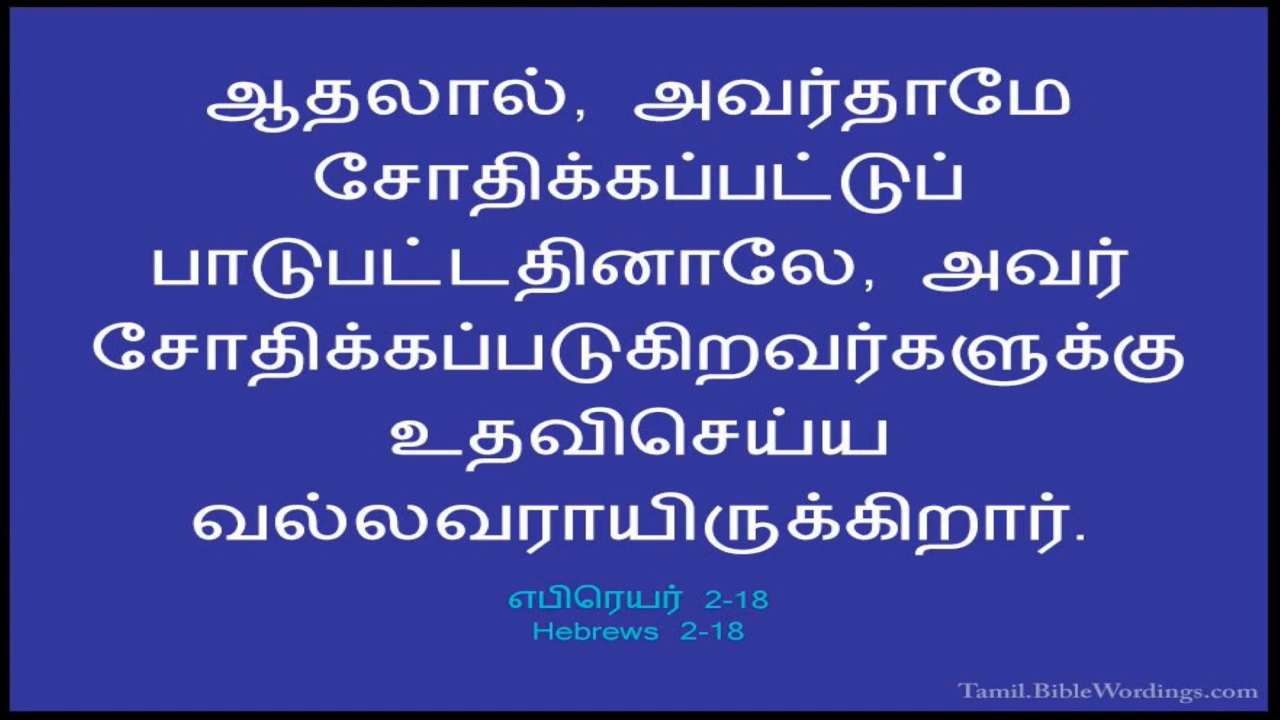 ஆதலால், அவர்தாமே
சோதிக்கப்பட்டுப்
பாடுபட்டதினாலே, அவர்
சோதிக்கப்படுகிறவர்களுக்கு
உதவிசெய்ய
வல்லவராயிருக்கிறார்.
எபிரெயர் 2-18
Hebrews 2-18
Tamil.BibleWordings.com